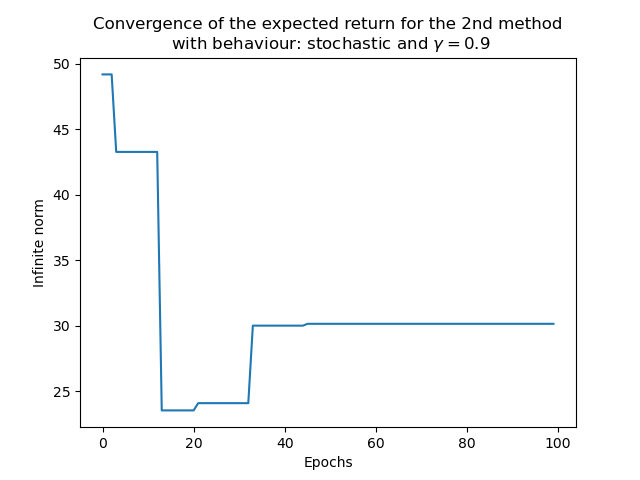 Convergence of the expected return for the 2nd method
with behaviour: stochastic and γ = 0.9
50
45
40
35
30
25
Infinite norm
0 20 40 60 80 100
Epochs